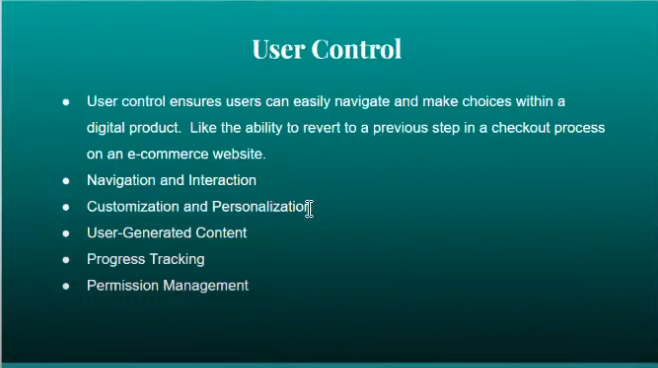 User Control
● User control ensures users can easily navigate and make choices within a
digital product.  Like the ability to revert to a previous step in a checkout process
on an e-commerce website.
● Navigation and Interaction
● Customization and Personalization
● User-Generated Content
● Progress Tracking
● Permission Management